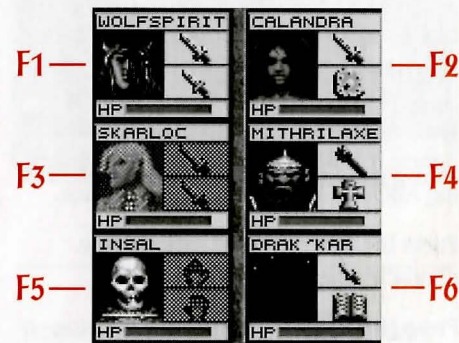 WOLFSPIRIT CALANDRA
F1 F2
HP HP
SKARLOC MITHRILAXE
F3 F4
HP HP
INSAL DRAK'KAR
F5 F6
HP HP